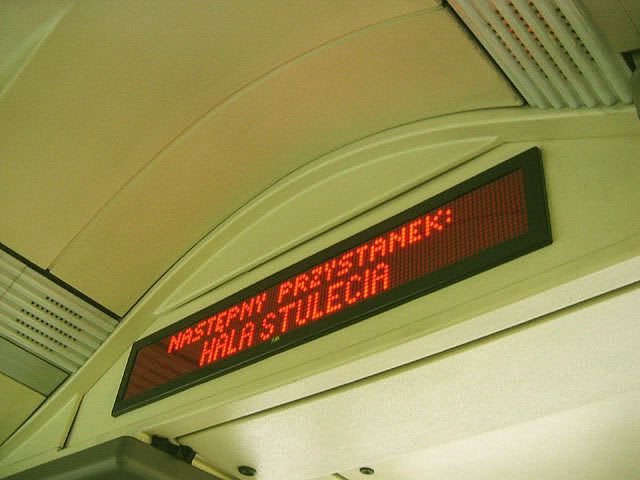 NASTĘPNY PRZYSTANEK:
HALA STULECIA